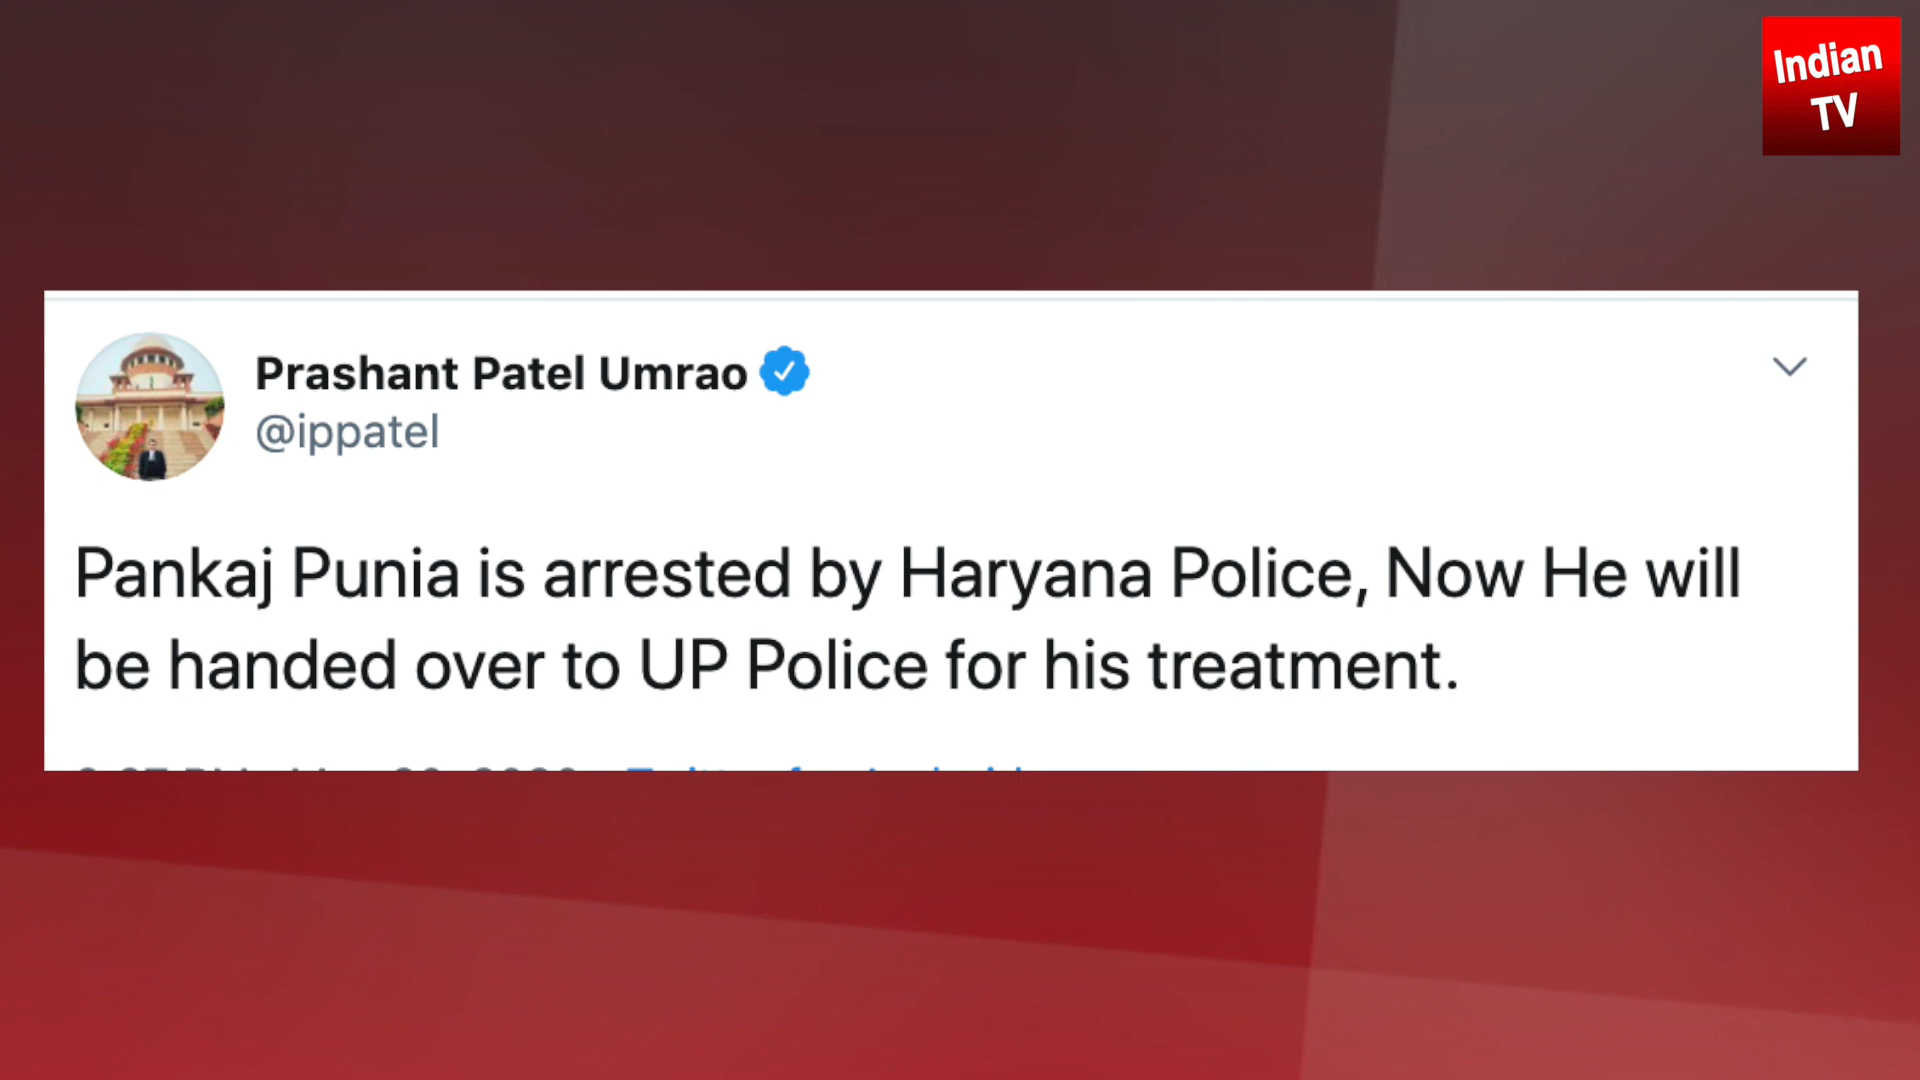 Indian
TV
Prashant Patel Umrao
@ippatel
Pankaj Punia is arrested by Haryana Police, Now He will
be handed over to UP Police for his treatment.